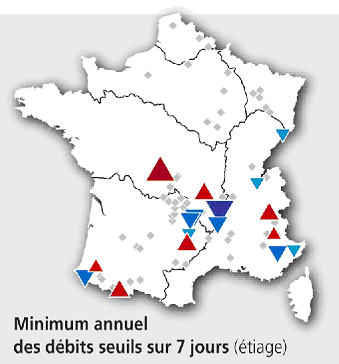 Minimum annuel
des débits seuils sur 7 jours (étiage)